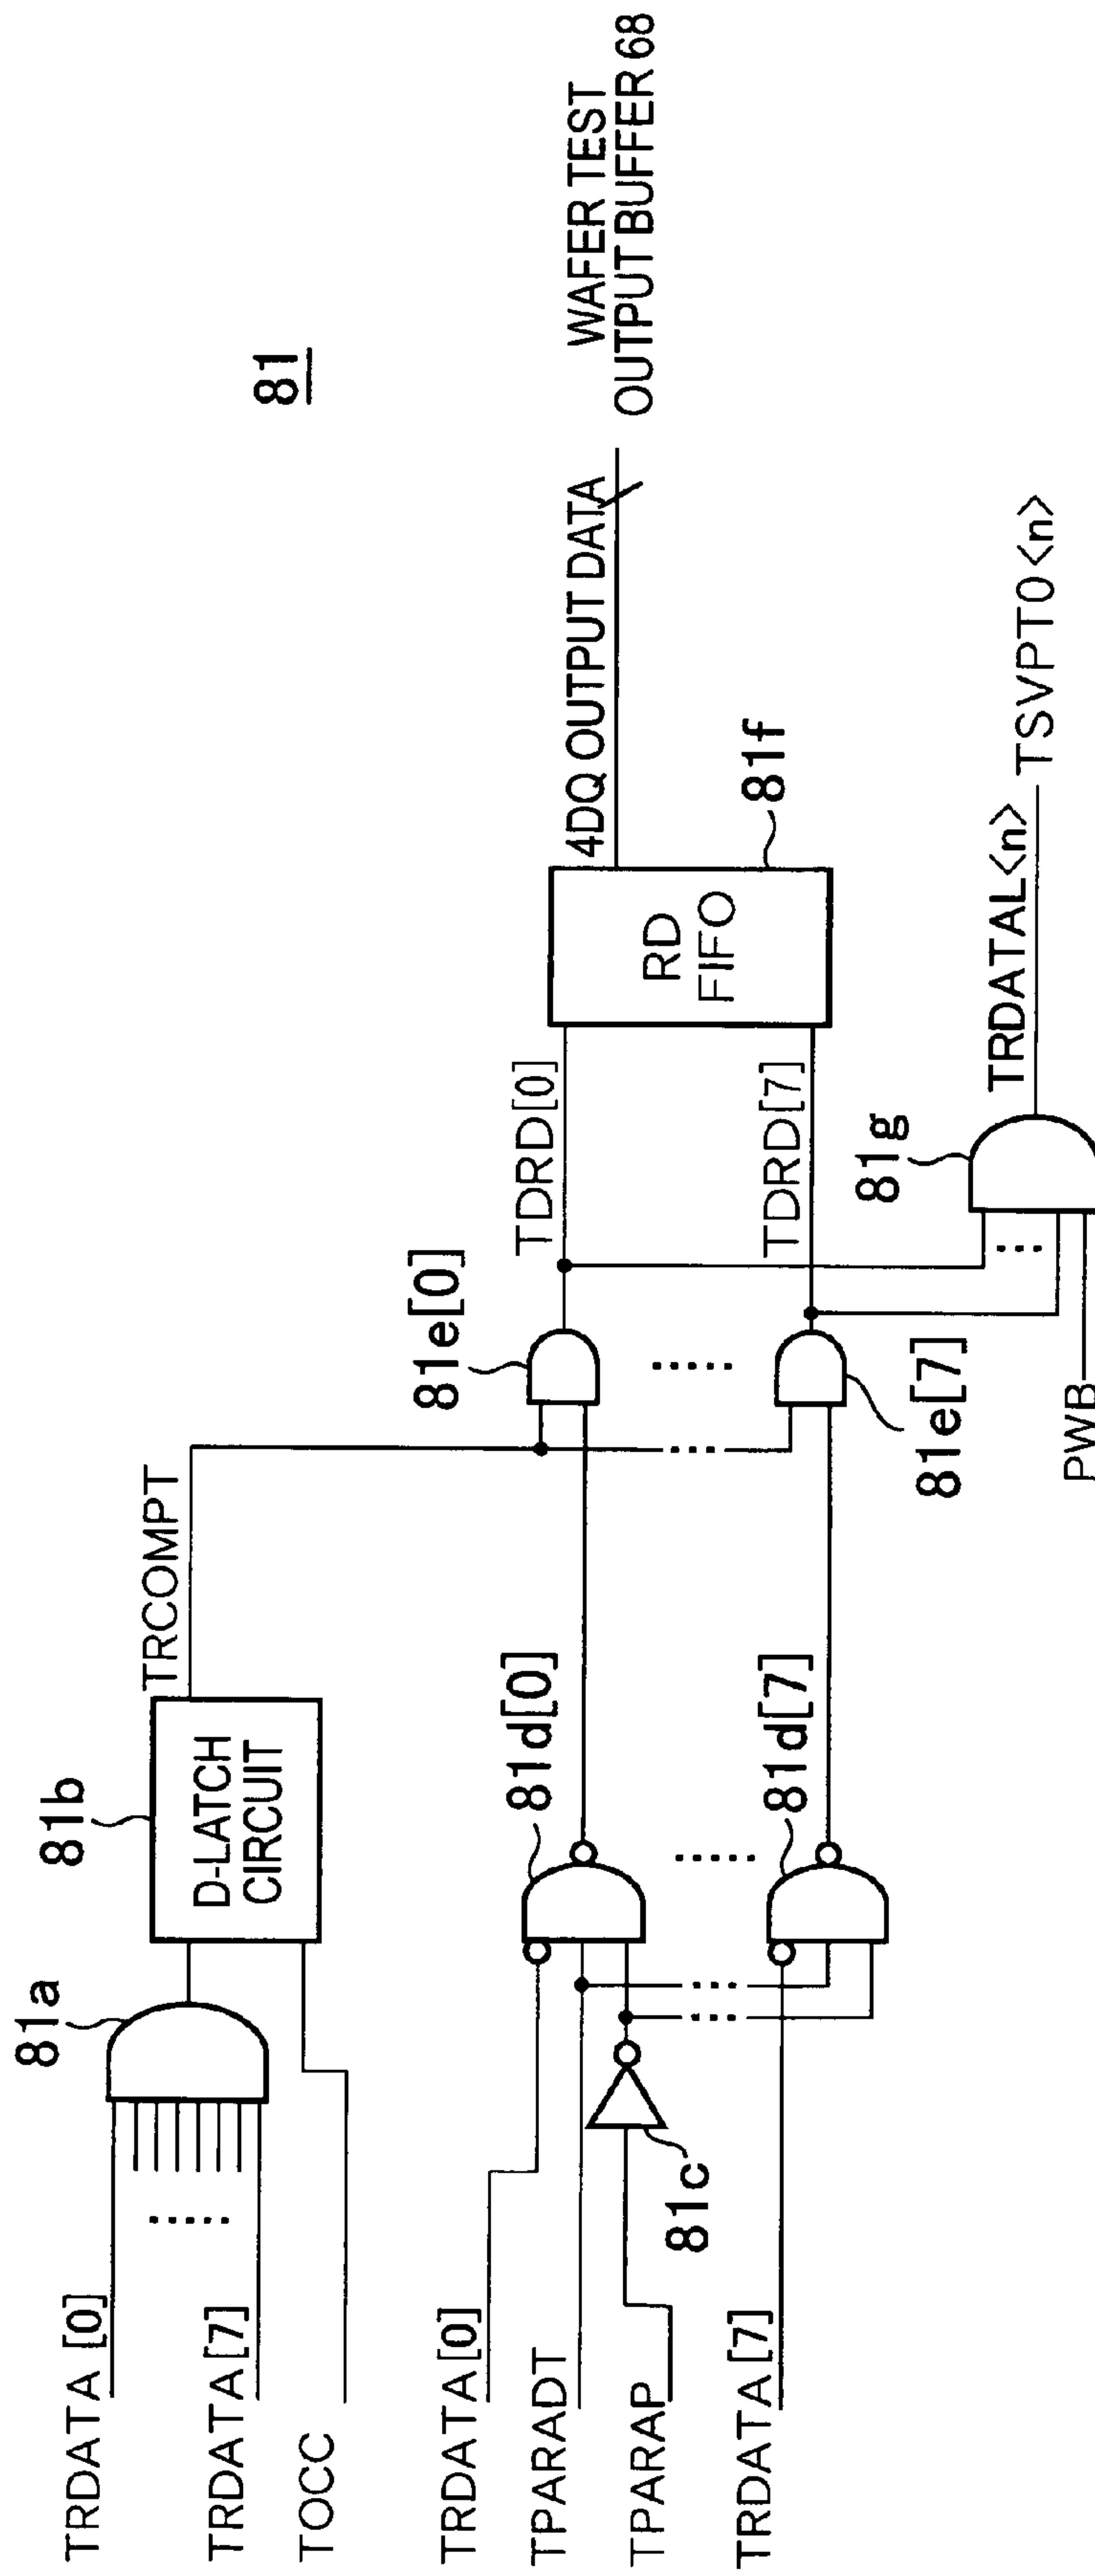 81
TRDATA [0]
TRDATA [7]
TOCC
81a
81b
D-LATCH
CIRCUIT
TRCOMPT
TRDATA[0]
TPARADT
TPARAP
TRDATA[7]
81c
81d[0]
81d[7]
81e[0]
81e[7]
TDRD[0]
TDRD[7]
RD
FIFO
81f
4DQ OUTPUT DATA
WAFER TEST
OUTPUT BUFFER 68
PWB
81g
TRDATAL<n>
TSVPT0<n>